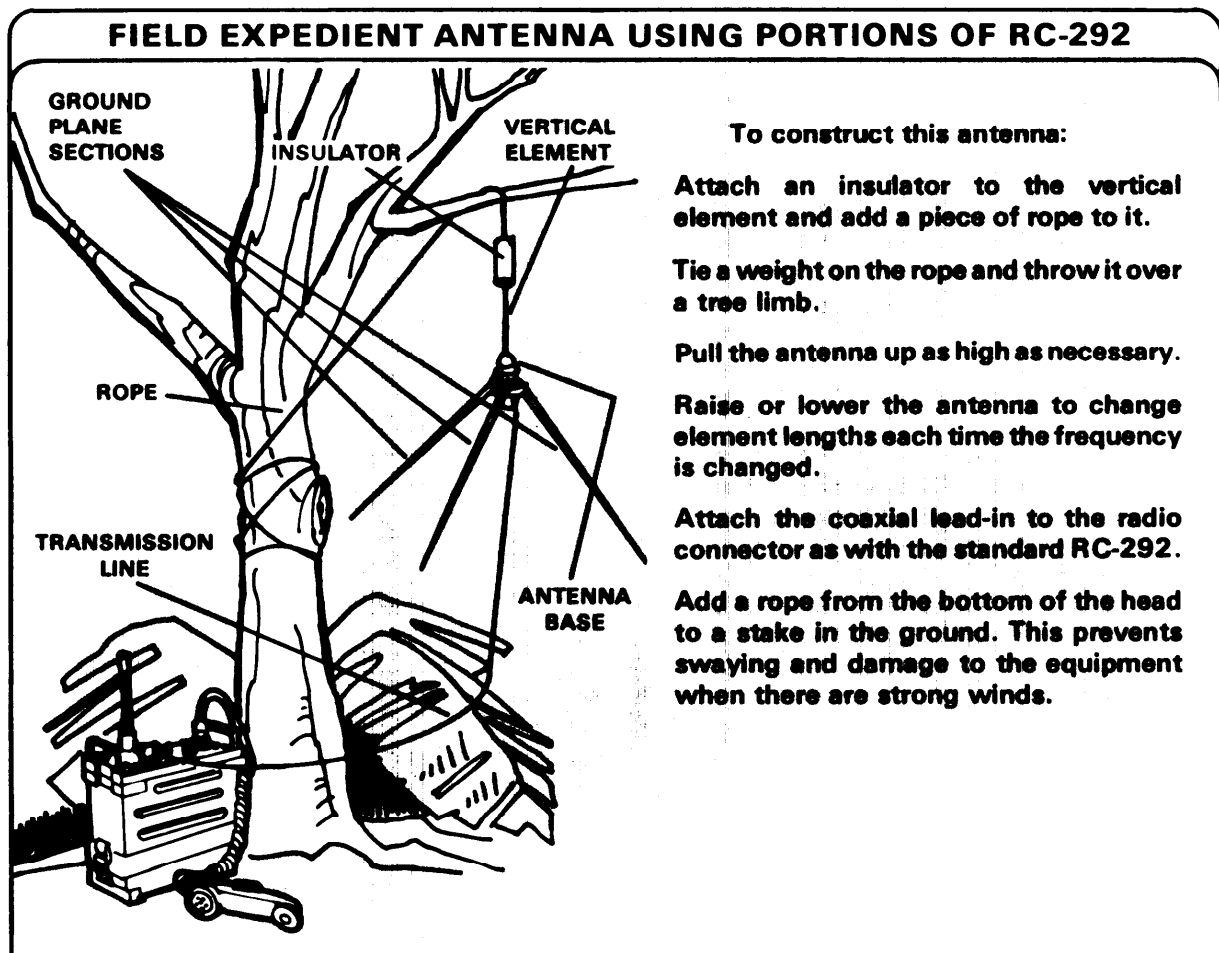 FIELD EXPEDIENT ANTENNA USING PORTIONS OF RC-292
GROUND
PLANE
SECTIONS
INSULATOR
VERTICAL
ELEMENT
ROPE
TRANSMISSION
LINE
ANTENNA
BASE
To construct this antenna:
Attach an insulator to the vertical
element and add a piece of rope to it.
Tie a weight on the rope and throw it over
a tree limb.
Pull the antenna up as high as necessary.
Raise or lower the antenna to change
element lengths each time the frequency
is changed.
Attach the coaxial lead-in to the radio
connector as with the standard RC-292.
Add a rope from the bottom of the head
to a stake in the ground. This prevents
swaying and damage to the equipment
when there are strong winds.